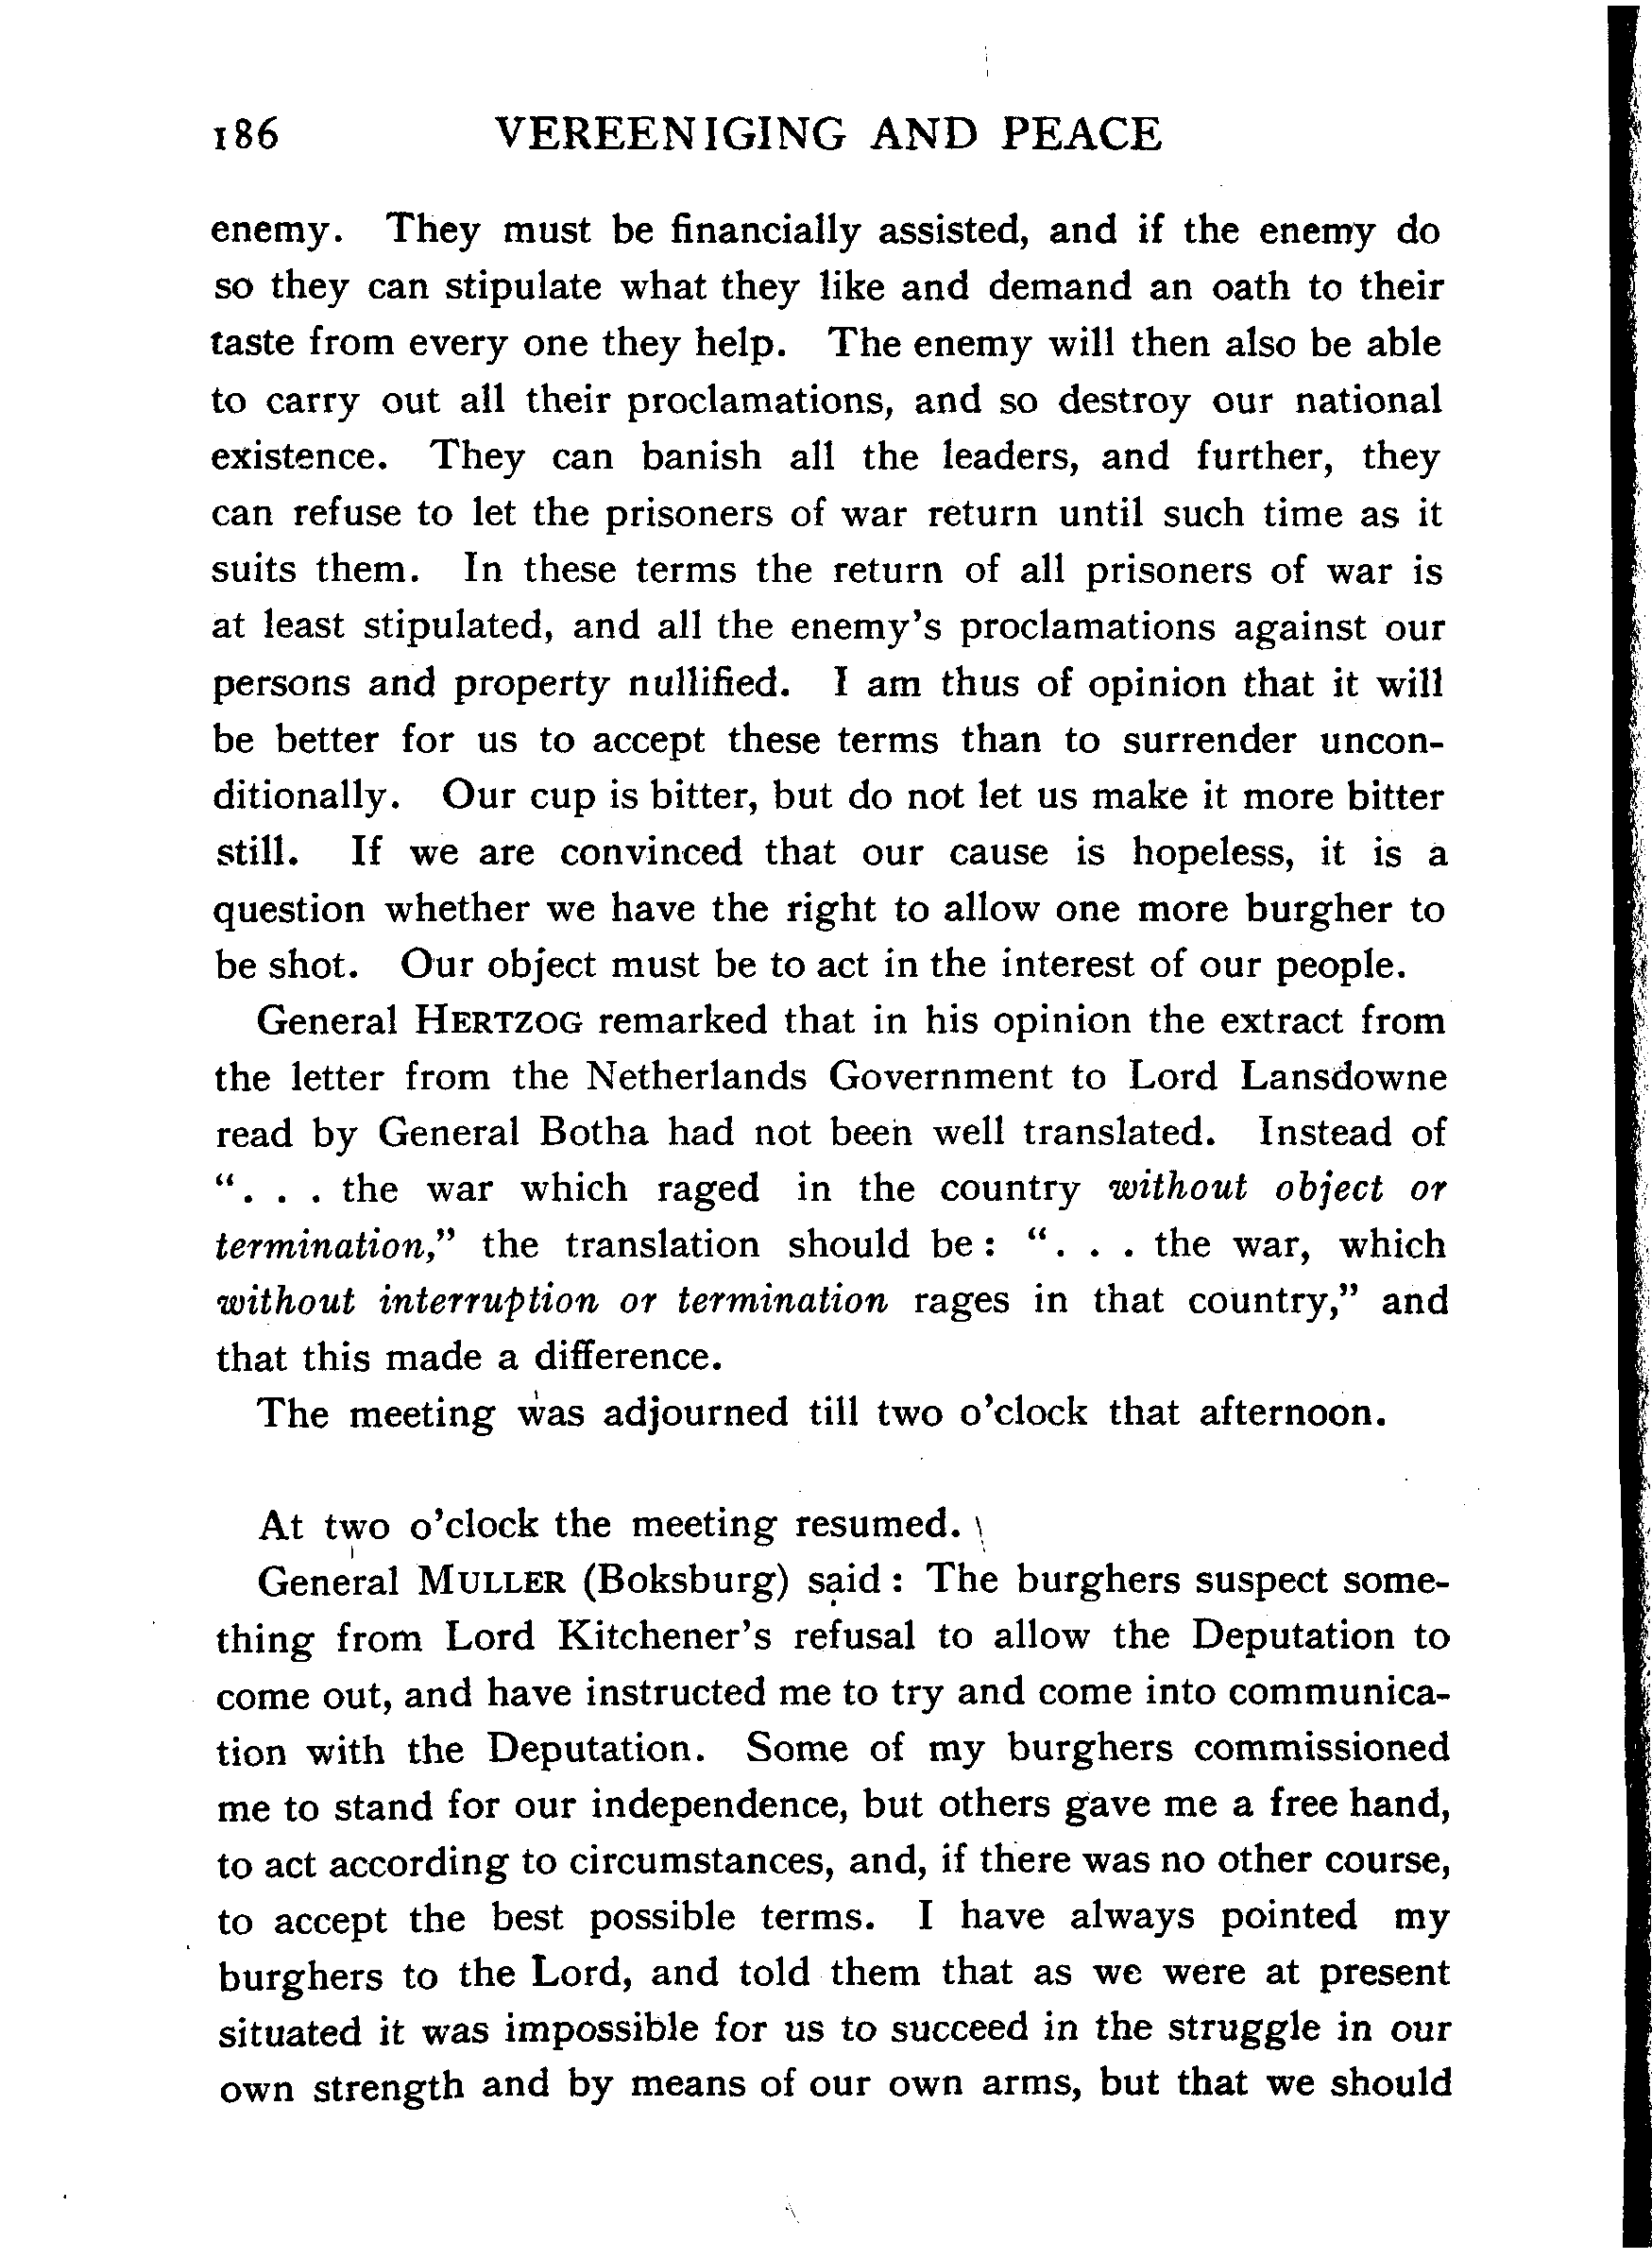 186 VEREENIGING AND PEACE
enemy. They must be financially assisted, and if the enemy do
so they can stipulate what they like and demand an oath to their
taste from every one they help. The enemy will then also be able
to carry out all their proclamations, and so destroy our national
existence. They can banish all the leaders, and further, they
can refuse to let the prisoners of war return until such time as it
suits them. In these terms the return of all prisoners of war is
at least stipulated, and all the enemy's proclamations against our
persons and property nullified. I am thus of opinion that it will
be better for us to accept these terms than to surrender uncon-
ditionally. Our cup is bitter, but do not let us make it more bitter
still. If we are convinced that our cause is hopeless, it is a
question whether we have the right to allow one more burgher to
be shot. Our object must be to act in the interest of our people.
General HERTZOG remarked that in his opinion the extract from
the letter from the Netherlands Government to Lord Lansdowne
read by General Botha had not been well translated. Instead of
". . . the war which raged in the country without object or
termination," the translation should be : ". . . the war, which
without interruption or termination rages in that country," and
that this made a difference.
The meeting was adjourned till two o'clock that afternoon.
At two o'clock the meeting resumed.
General MULLER (Boksburg) said : The burghers suspect some-
thing from Lord Kitchener's refusal to allow the Deputation to
come out, and have instructed me to try and come into communica-
tion with the Deputation. Some of my burghers commissioned
me to stand for our independence, but others gave me a free hand,
to act according to circumstances, and, if there was no other course,
to accept the best possible terms. I have always pointed my
burghers to the Lord, and told them that as we were at present
situated it was impossible for us to succeed in the struggle in our
own strength and by means of our own arms, but that we should